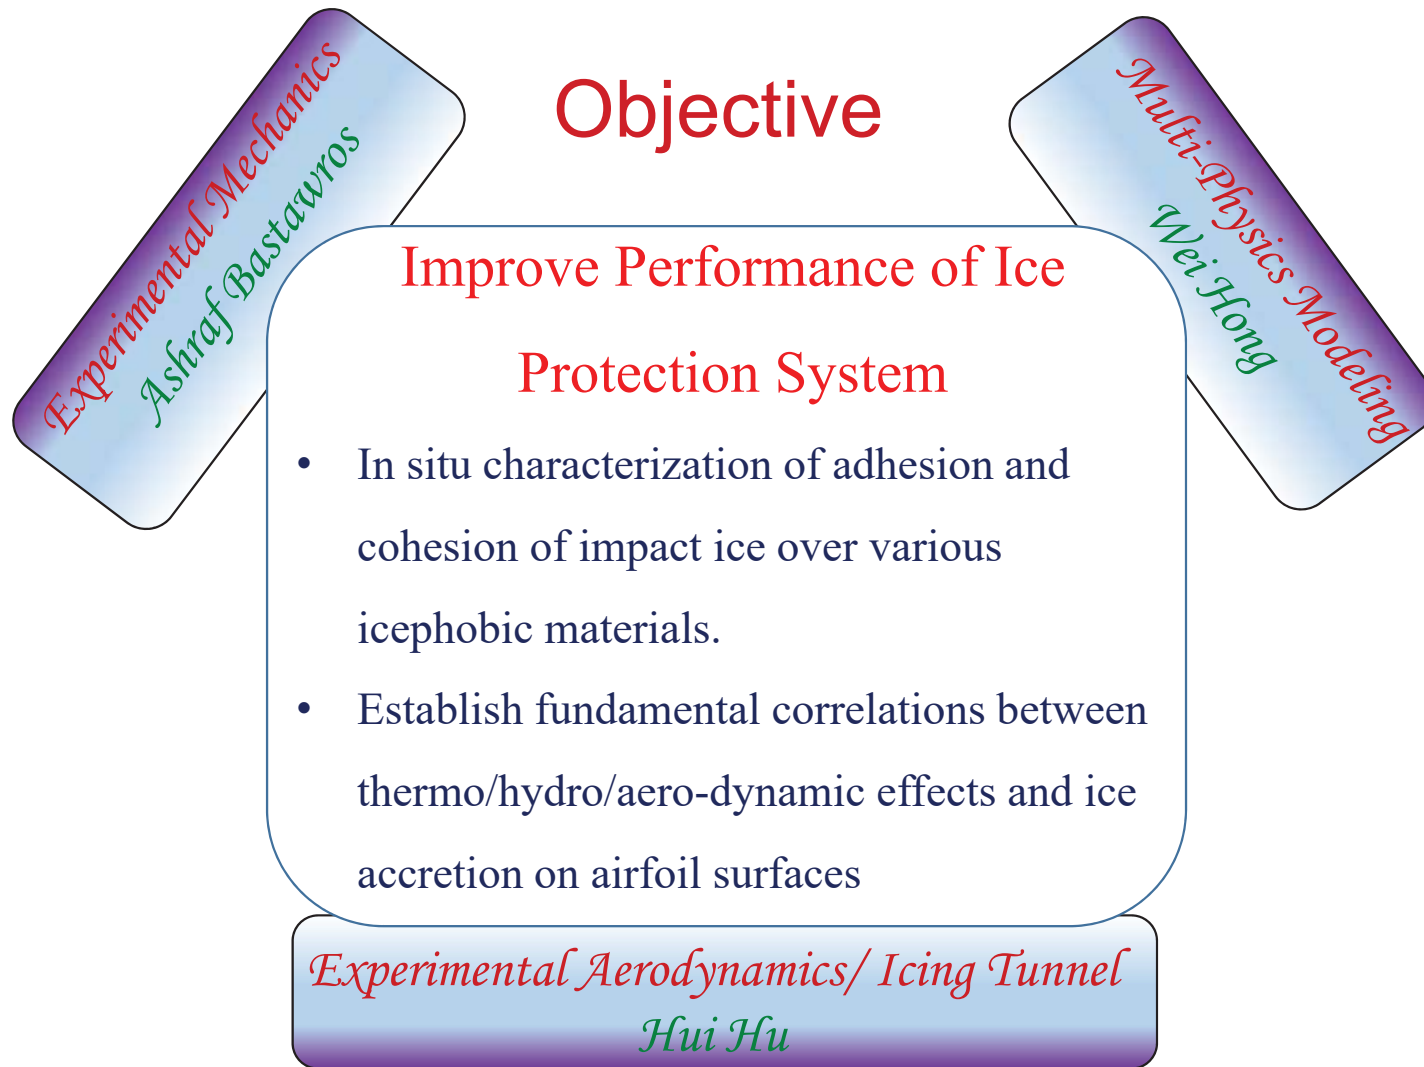 Objective
Experimental Mechanics
Ashraf Bastawros
Multi-Physics Modeling
Wei Hong
Improve Performance of Ice
Protection System
• In situ characterization of adhesion and
cohesion of impact ice over various
icephobic materials.
• Establish fundamental correlations between
thermo/hydro/aero-dynamic effects and ice
accretion on airfoil surfaces
Experimental Aerodynamics/ Icing Tunnel
Hui Hu